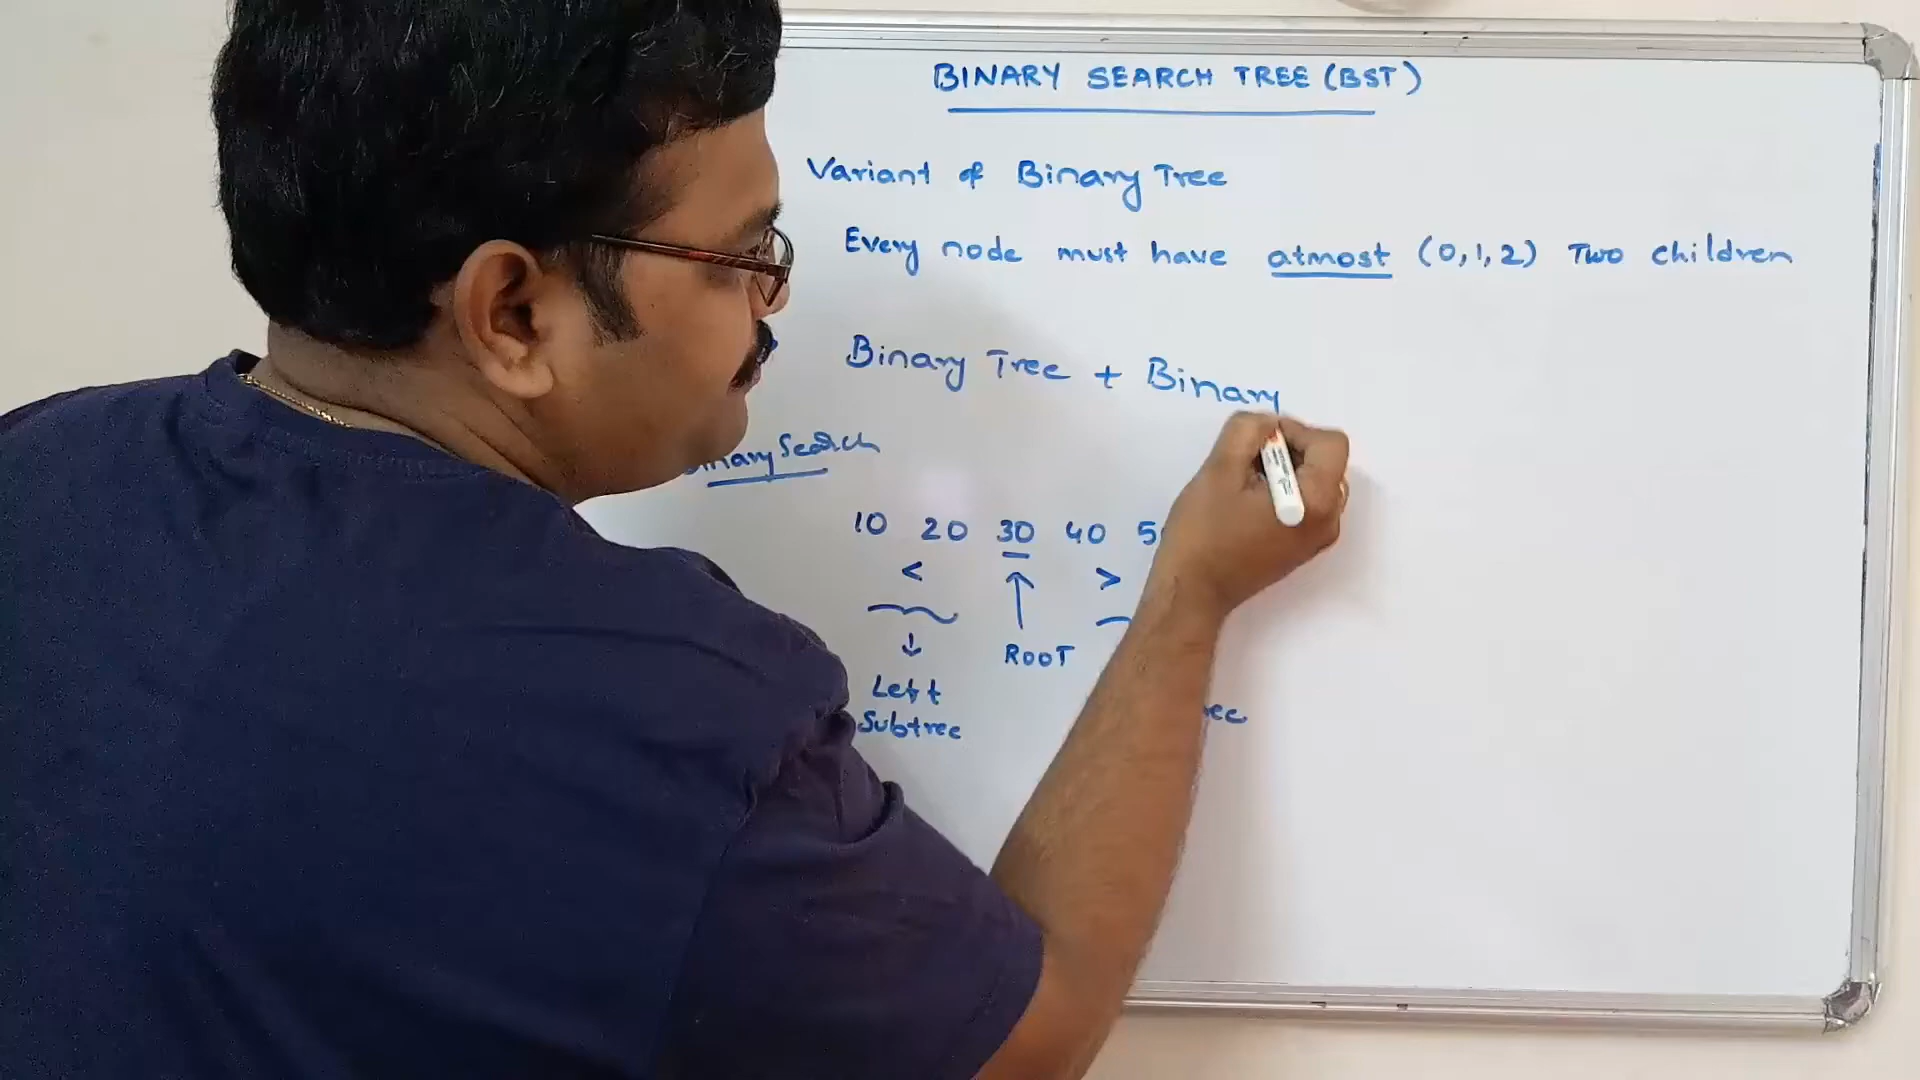 BINARY SEARCH TREE (BST)
Variant of Binary Tree
Every node must have atmost (0,1,2) Two children
Binary Tree + Binary
Search
10 20 30 40
< >
ROOT
Left
Subtree